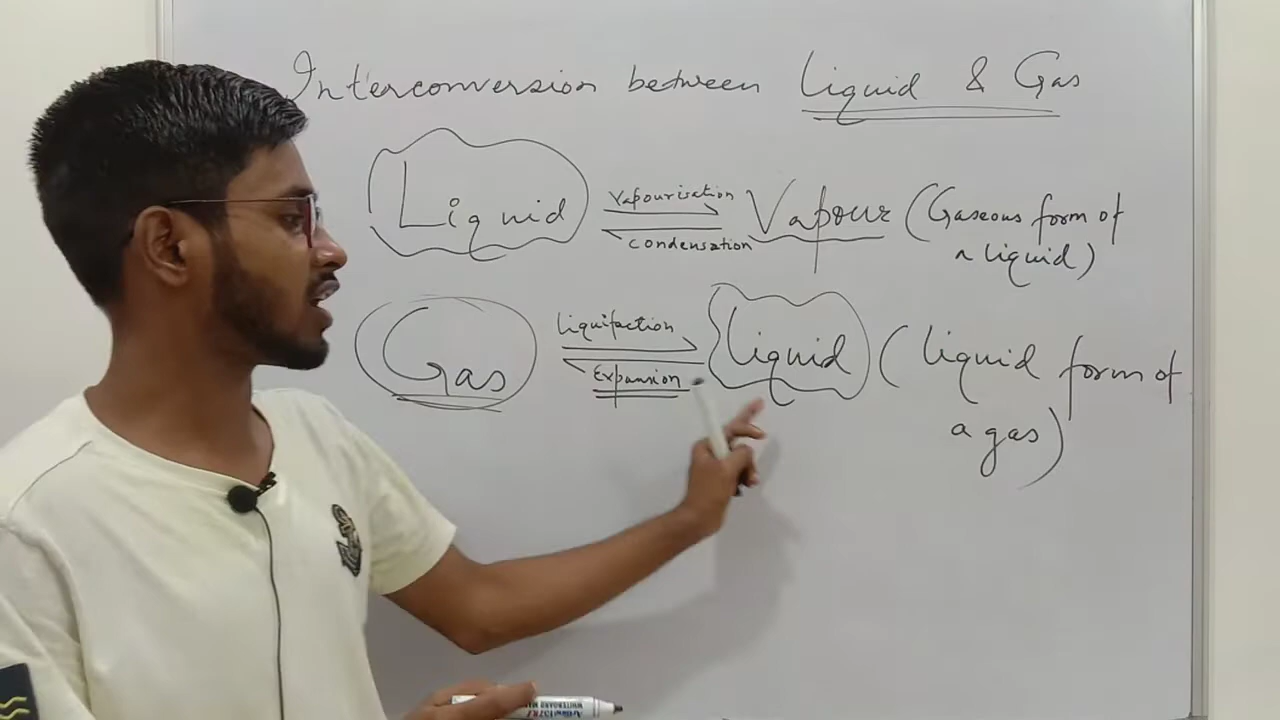 Interconversion between Liquid & Gas
Liquid Vapourisation Vapour (Gaseous form of
condensation a liquid)
Gas liquifaction liquid (liquid form of
Expansion a gas)